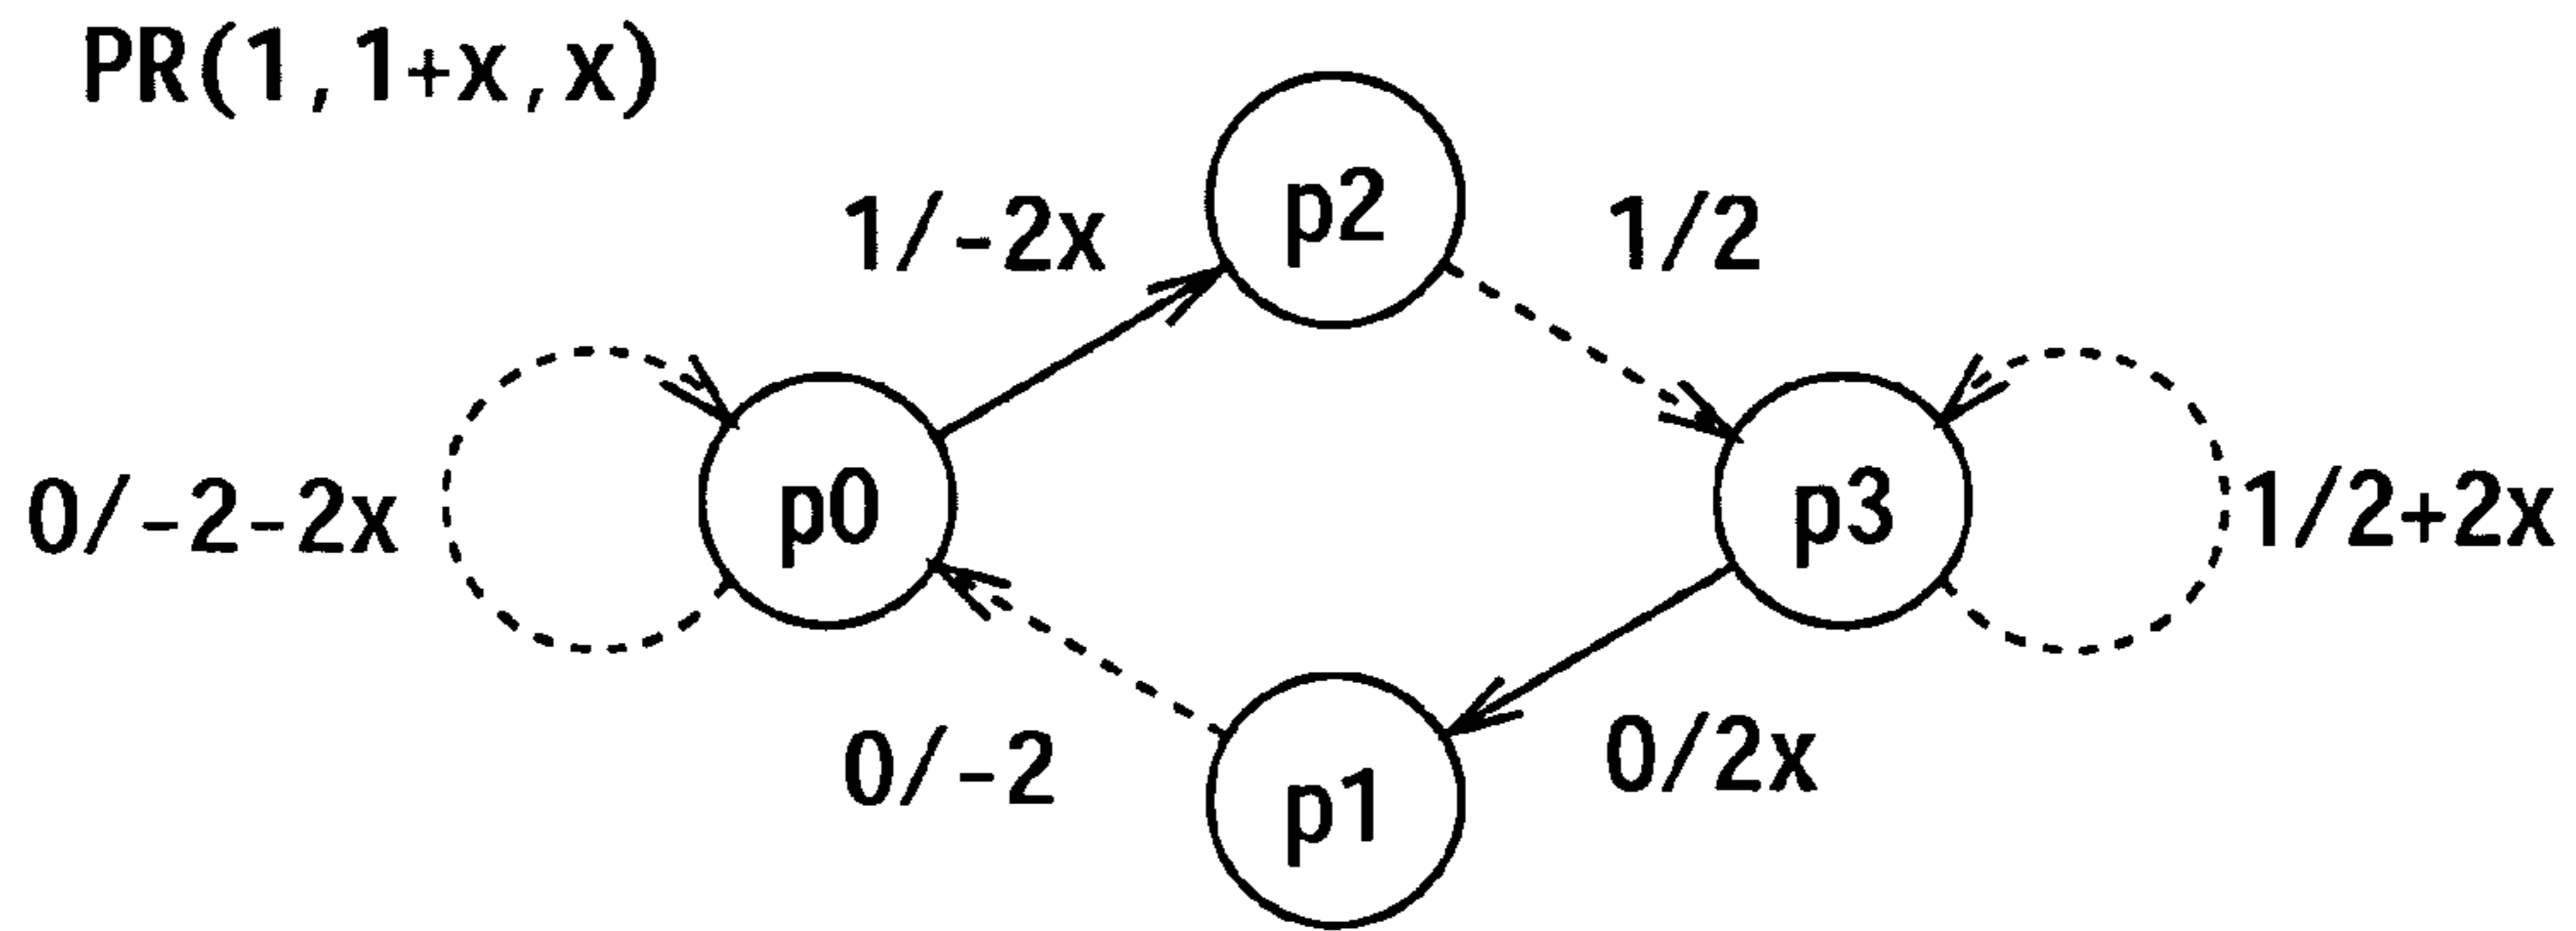 PR(1,1+x,x)
p2
1/-2x
1/2
p0
p3
0/-2-2x
1/2+2x
0/-2
p1
0/2x